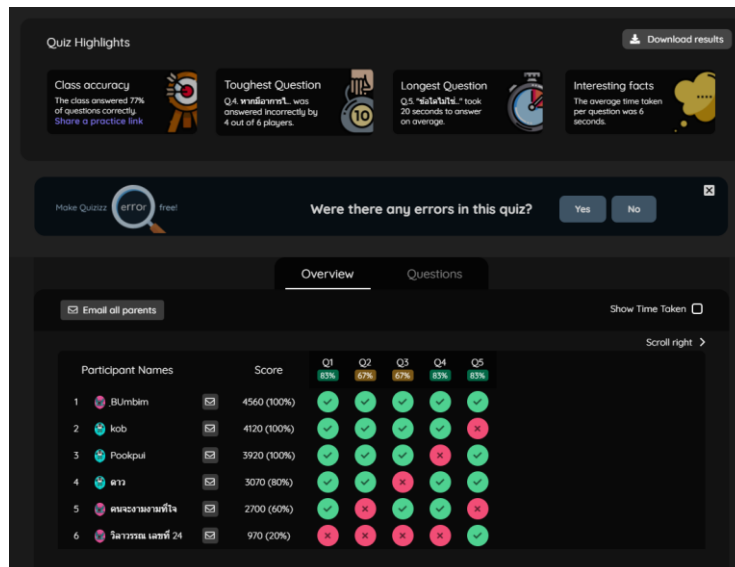 Quiz Highlights
Download results
Class accuracy
The class answered 77%
of questions correctly.
Share a practice link
Toughest Question
Q.4. หากมีอาการไ... was
answered incorrectly by
4 out of 6 players.
10
Longest Question
Q.5. "ข้อใดไม่ใช่..." took
20 seconds to answer
on average.
Interesting facts
The average time taken
per question was 6
seconds.
Make Quizizz error free!
Were there any errors in this quiz?
Yes
No
Overview
Questions
Email all parents
Show Time Taken
Scroll right
Participant Names Score Q1 Q2 Q3 Q4 Q5
83% 67% 67% 83% 83%
1 ์BUmbim 4560 (100%)
2 kob 4120 (100%)
3 Pookpui 3920 (100%)
4 ดาว 3070 (80%)
5 คนจะงามงามที่ใจ 2700 (60%)
6 วิลาวรรณ เลขที่ 24 970 (20%)